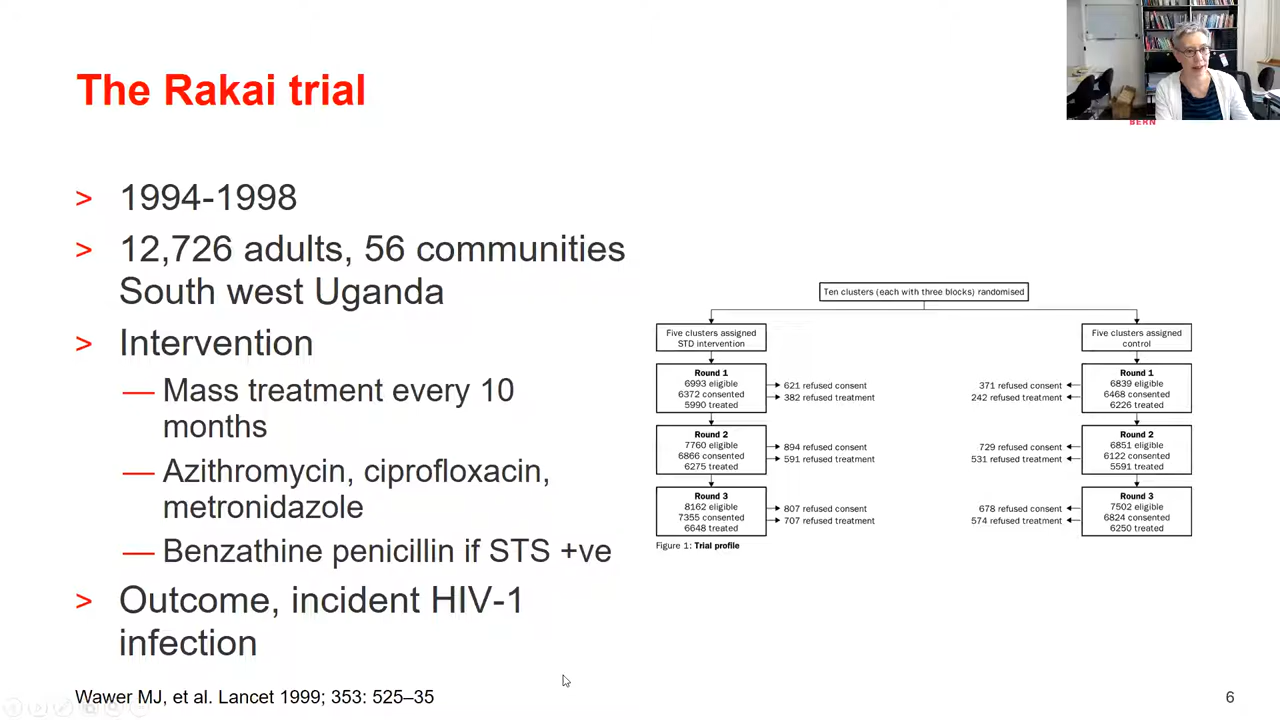 The Rakai trial
BERN
> 1994-1998
> 12,726 adults, 56 communities
South west Uganda
> Intervention
— Mass treatment every 10
months
— Azithromycin, ciprofloxacin,
metronidazole
— Benzathine penicillin if STS +ve
> Outcome, incident HIV-1
infection
Ten clusters (each with three blocks) randomised
Five clusters assigned
STD intervention
Five clusters assigned
control
Round 1
6993 eligible
6372 consented
5990 treated
621 refused consent
382 refused treatment
371 refused consent
242 refused treatment
Round 1
6839 eligible
6468 consented
6226 treated
Round 2
7760 eligible
6866 consented
6275 treated
894 refused consent
591 refused treatment
729 refused consent
531 refused treatment
Round 2
6851 eligible
6122 consented
5591 treated
Round 3
8162 eligible
7355 consented
6648 treated
807 refused consent
707 refused treatment
678 refused consent
574 refused treatment
Round 3
7502 eligible
6824 consented
6250 treated
Figure 1: Trial profile
Wawer MJ, et al. Lancet 1999; 353: 525–35
6